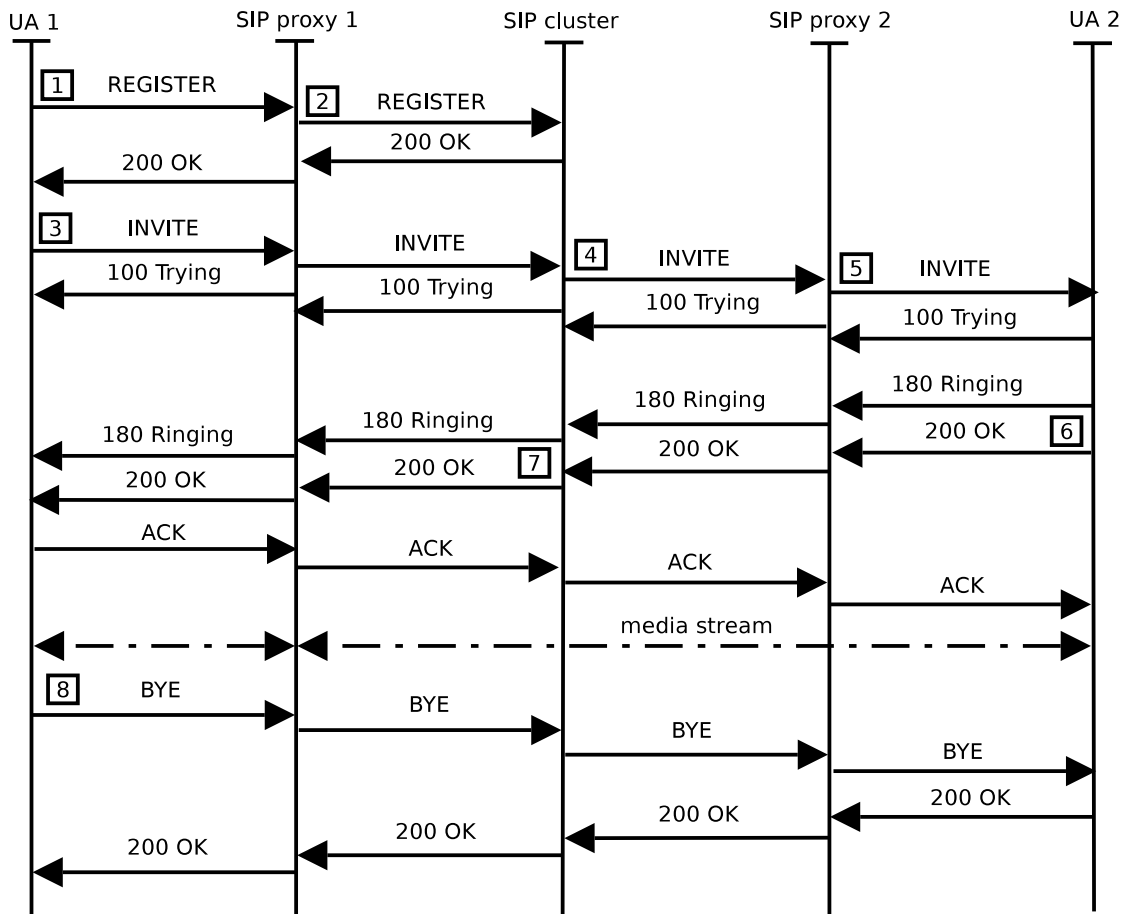 UA 1
SIP proxy 1
SIP cluster
SIP proxy 2
UA 2
1
REGISTER
2
REGISTER
200 OK
200 OK
3
INVITE
INVITE
4
INVITE
5
INVITE
100 Trying
100 Trying
100 Trying
100 Trying
180 Ringing
180 Ringing
180 Ringing
180 Ringing
200 OK
6
200 OK
7
200 OK
200 OK
ACK
ACK
ACK
ACK
media stream
8
BYE
BYE
BYE
BYE
200 OK
200 OK
200 OK
200 OK